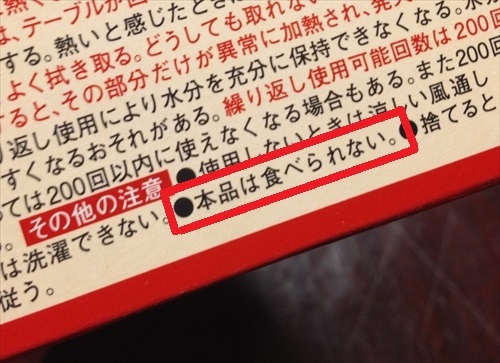 は、テーブルが
する。熱いと感じたときは
よく拭き取る。どうしても取れない
すると、その部分だけが異常に加熱され、発火
り返し使用により水分を充分に保持できなくなる。水
すくなるおそれがある。繰り返し使用可能回数は200回
ては200回以内に使えなくなる場合もある。また200回
。その他の注意 ●使用しないときは涼しい風通し
は洗濯できない。●本品は食べられない。●捨てると
従う。